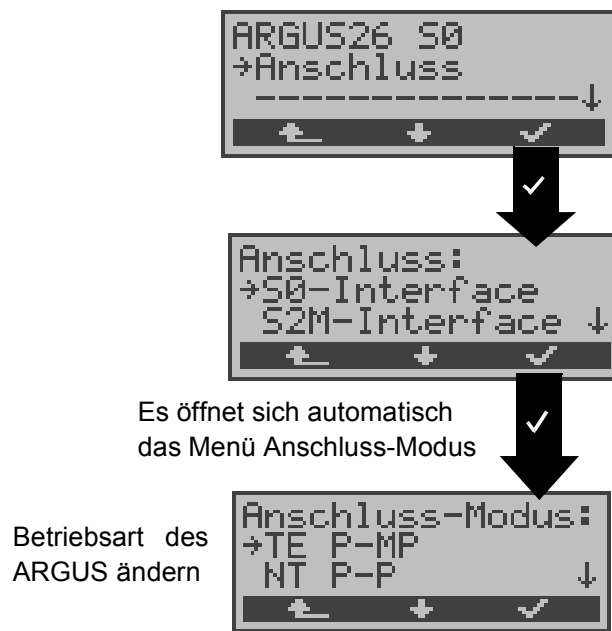 ARGUS26 S0
→Anschluss
--------------↓
Anschluss:
→S0-Interface
S2M-Interface ↓
Es öffnet sich automatisch
das Menü Anschluss-Modus
Anschluss-Modus:
→TE P-MP
NT P-P ↓
Betriebsart des
ARGUS ändern